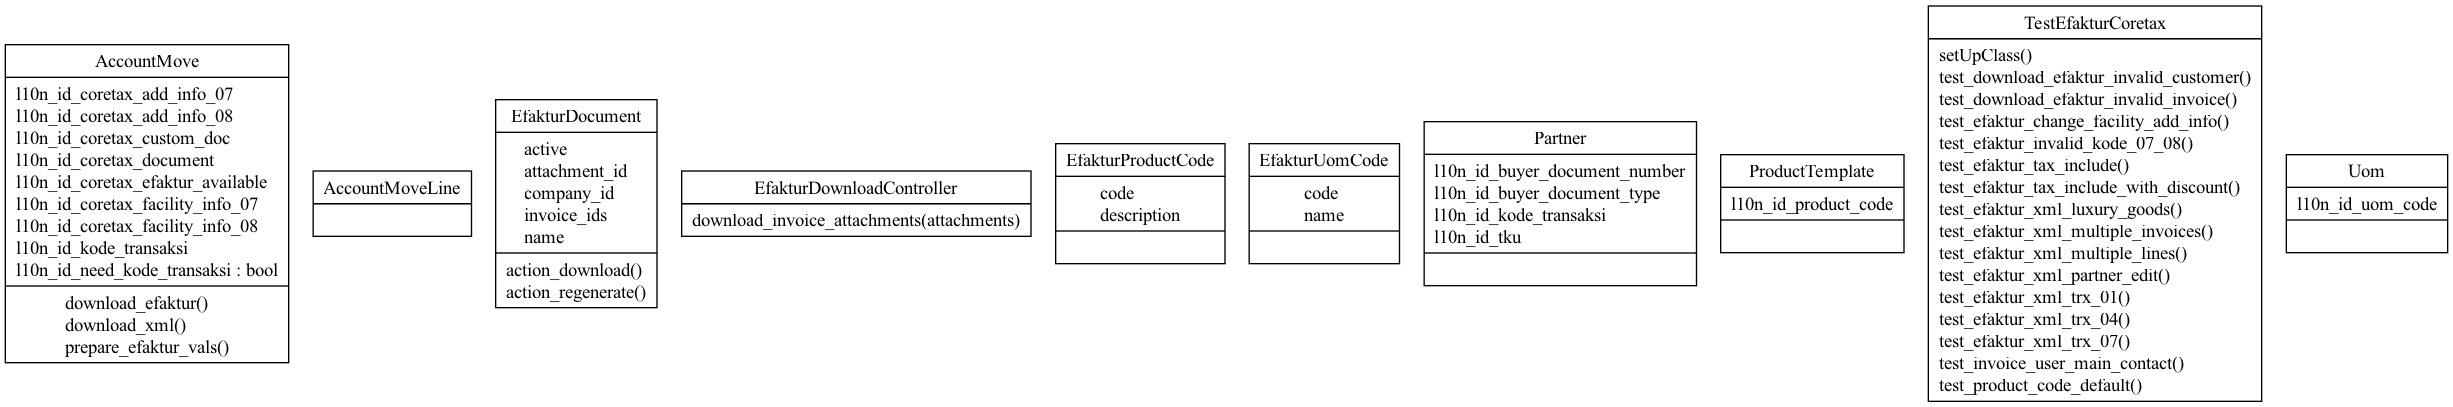 AccountMove
l10n_id_coretax_add_info_07
l10n_id_coretax_add_info_08
l10n_id_coretax_custom_doc
l10n_id_coretax_document
l10n_id_coretax_efaktur_available
l10n_id_coretax_facility_info_07
l10n_id_coretax_facility_info_08
l10n_id_kode_transaksi
l10n_id_need_kode_transaksi : bool
download_efaktur()
download_xml()
prepare_efaktur_vals()
AccountMoveLine
EfakturDocument
active
attachment_id
company_id
invoice_ids
name
action_download()
action_regenerate()
EfakturDownloadController
download_invoice_attachments(attachments)
EfakturProductCode
code
description
EfakturUomCode
code
name
Partner
l10n_id_buyer_document_number
l10n_id_buyer_document_type
l10n_id_kode_transaksi
l10n_id_tku
ProductTemplate
l10n_id_product_code
TestEfakturCoretax
setUpClass()
test_download_efaktur_invalid_customer()
test_download_efaktur_invalid_invoice()
test_efaktur_change_facility_add_info()
test_efaktur_invalid_kode_07_08()
test_efaktur_tax_include()
test_efaktur_tax_include_with_discount()
test_efaktur_xml_luxury_goods()
test_efaktur_xml_multiple_invoices()
test_efaktur_xml_multiple_lines()
test_efaktur_xml_partner_edit()
test_efaktur_xml_trx_01()
test_efaktur_xml_trx_04()
test_efaktur_xml_trx_07()
test_invoice_user_main_contact()
test_product_code_default()
Uom
l10n_id_uom_code